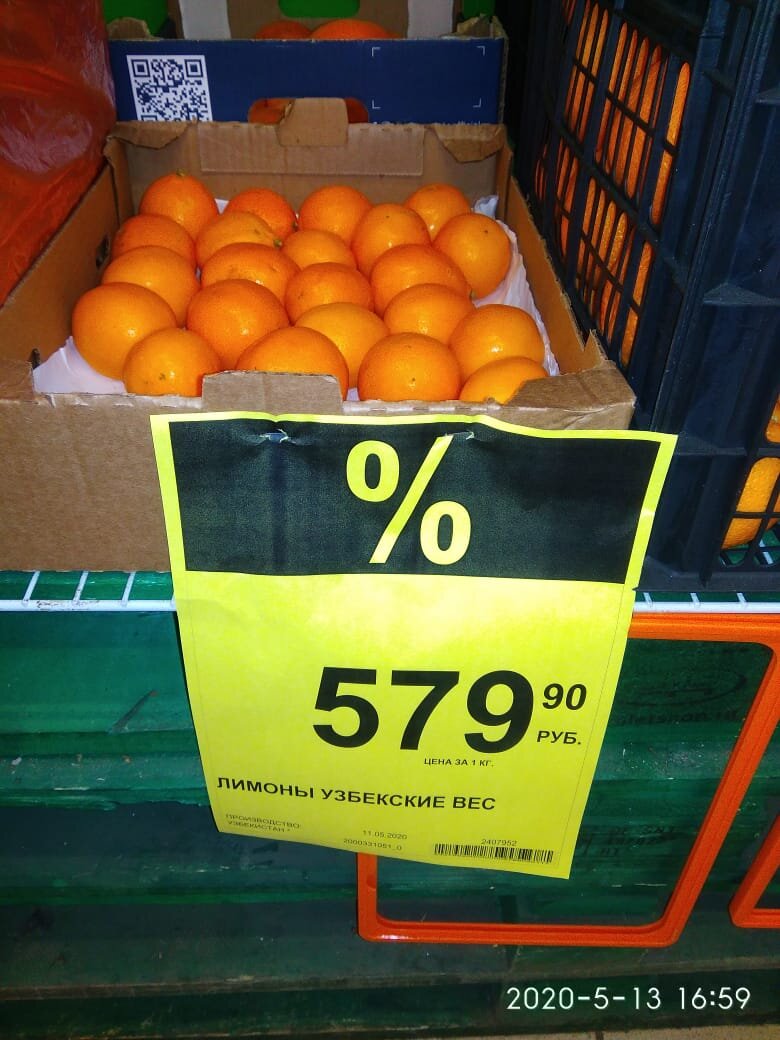 %
579 90
РУБ.
ЦЕНА ЗА 1 КГ.
ЛИМОНЫ УЗБЕКСКИЕ ВЕС
ПРОИЗВОДСТВО:
УЗБЕКИСТАН *
11.05.2020
2000331051_0
2407952
2020-5-13 16:59